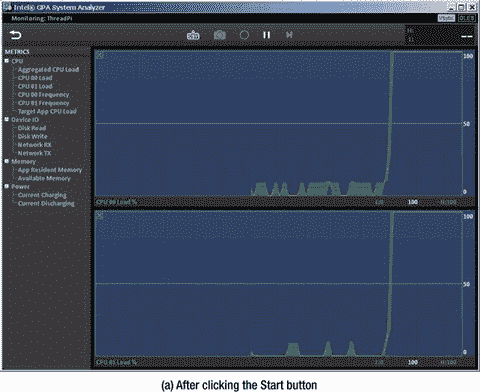 Intel® GPA System Analyzer
Monitoring: ThreadPi
METRICS
CPU
Aggregated CPU Load
CPU 00 Load
CPU 01 Load
CPU 00 Frequency
CPU 01 Frequency
Target App CPU Load
Device IO
Disk Read
Disk Write
Network RX
Network TX
Memory
App Resident Memory
Available Memory
Power
Current Charging
Current Discharging
100
50
0
CPU 00 Load %
100
100
50
0
CPU 01 Load %
100
(a) After clicking the Start button